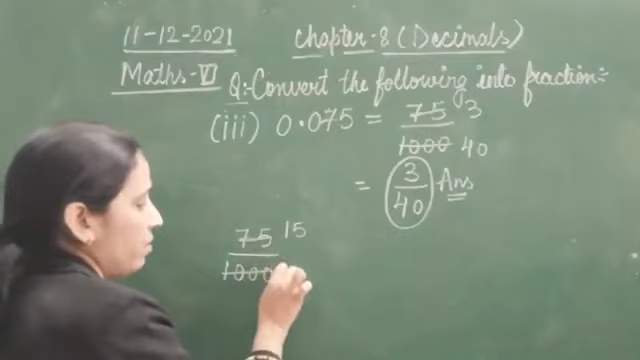 11-12-2021 Chapter-8 (Decimals)
Maths-VI
Q:- Convert the following into fraction:-
(iii) 0.075 = 75/1000 3/40
= 3/40 Ans
75/1000 15